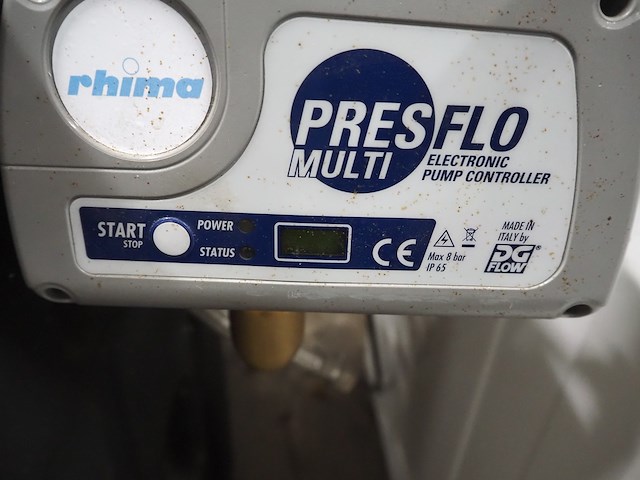 rhima
PRESFLO
MULTI
ELECTRONIC
PUMP CONTROLLER
START
STOP
POWER
STATUS
CE
Max 8 bar
IP 65
MADE IN
ITALY by
DG
FLOW